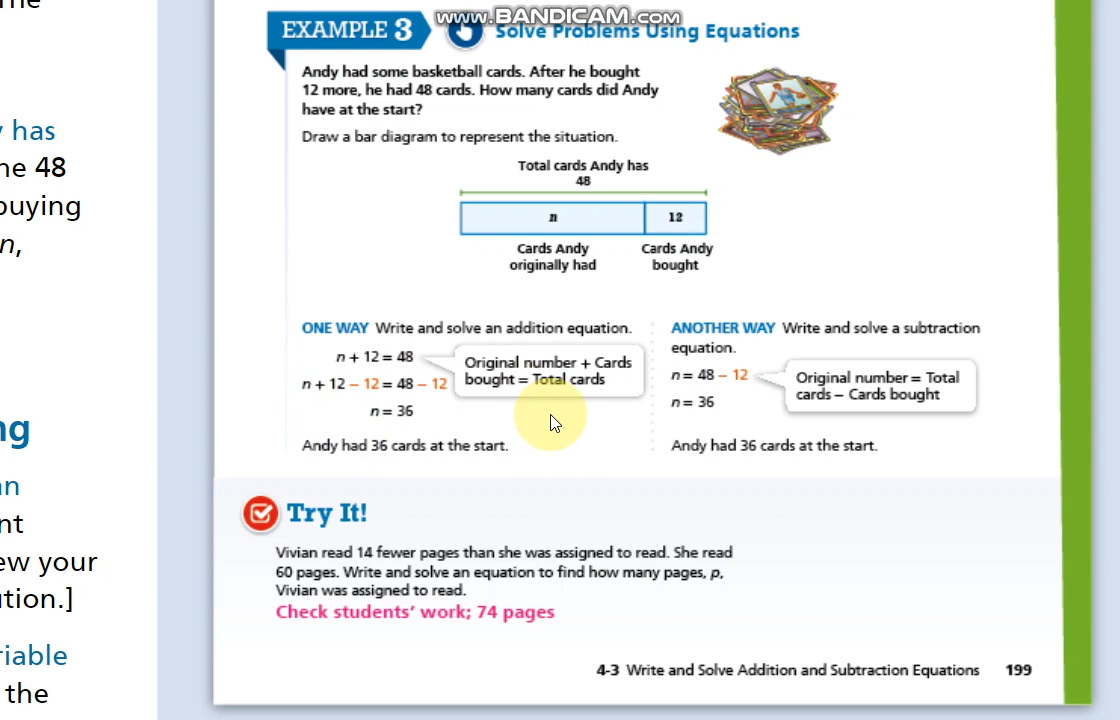 www.BANDICAM.com
y has
ne 48
buying
n,
ng
an
nt
ew your
ution.]
riable
the
EXAMPLE 3
Solve Problems Using Equations
Andy had some basketball cards. After he bought
12 more, he had 48 cards. How many cards did Andy
have at the start?
Draw a bar diagram to represent the situation.
Total cards Andy has
48
n 12
Cards Andy Cards Andy
originally had bought
ONE WAY Write and solve an addition equation.
n + 12 = 48
n + 12 − 12 = 48 − 12
n = 36
Original number + Cards
bought = Total cards
Andy had 36 cards at the start.
ANOTHER WAY Write and solve a subtraction
equation.
n = 48 − 12
n = 36
Original number = Total
cards − Cards bought
Andy had 36 cards at the start.
Try It!
Vivian read 14 fewer pages than she was assigned to read. She read
60 pages. Write and solve an equation to find how many pages, p,
Vivian was assigned to read.
Check students' work; 74 pages
4-3 Write and Solve Addition and Subtraction Equations 199